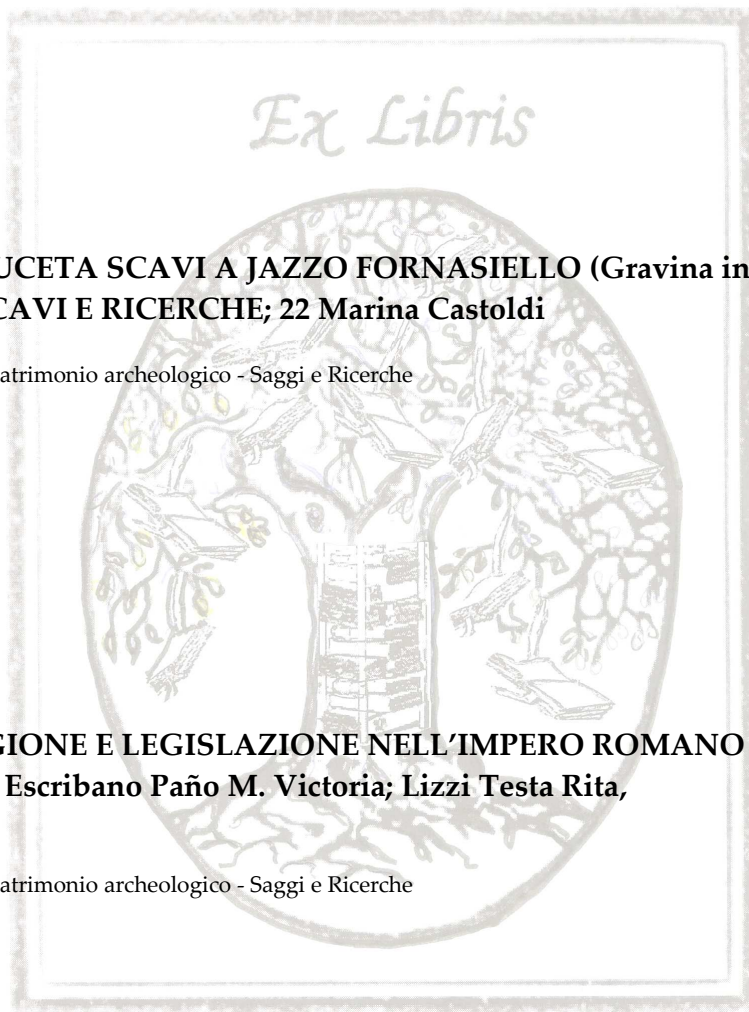 Ex Libris
UCETA SCAVI A JAZZO FORNASIELLO (Gravina in
CAVI E RICERCHE; 22 Marina Castoldi
atrimonio archeologico - Saggi e Ricerche
GIONE E LEGISLAZIONE NELL’IMPERO ROMANO
Escribano Paño M. Victoria; Lizzi Testa Rita,
atrimonio archeologico - Saggi e Ricerche